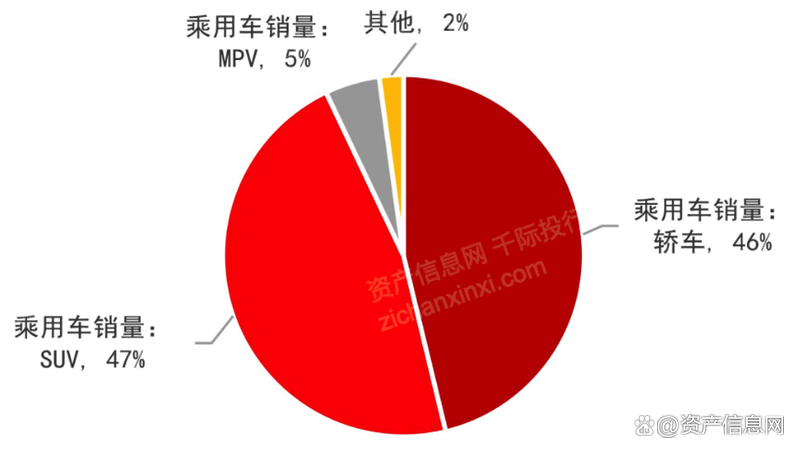 乘用车销量：
MPV, 5%
其他, 2%
乘用车销量：
轿车, 46%
乘用车销量：
SUV, 47%
资产信息网 千际投行
zichanxinxi.com
百 @资产信息网